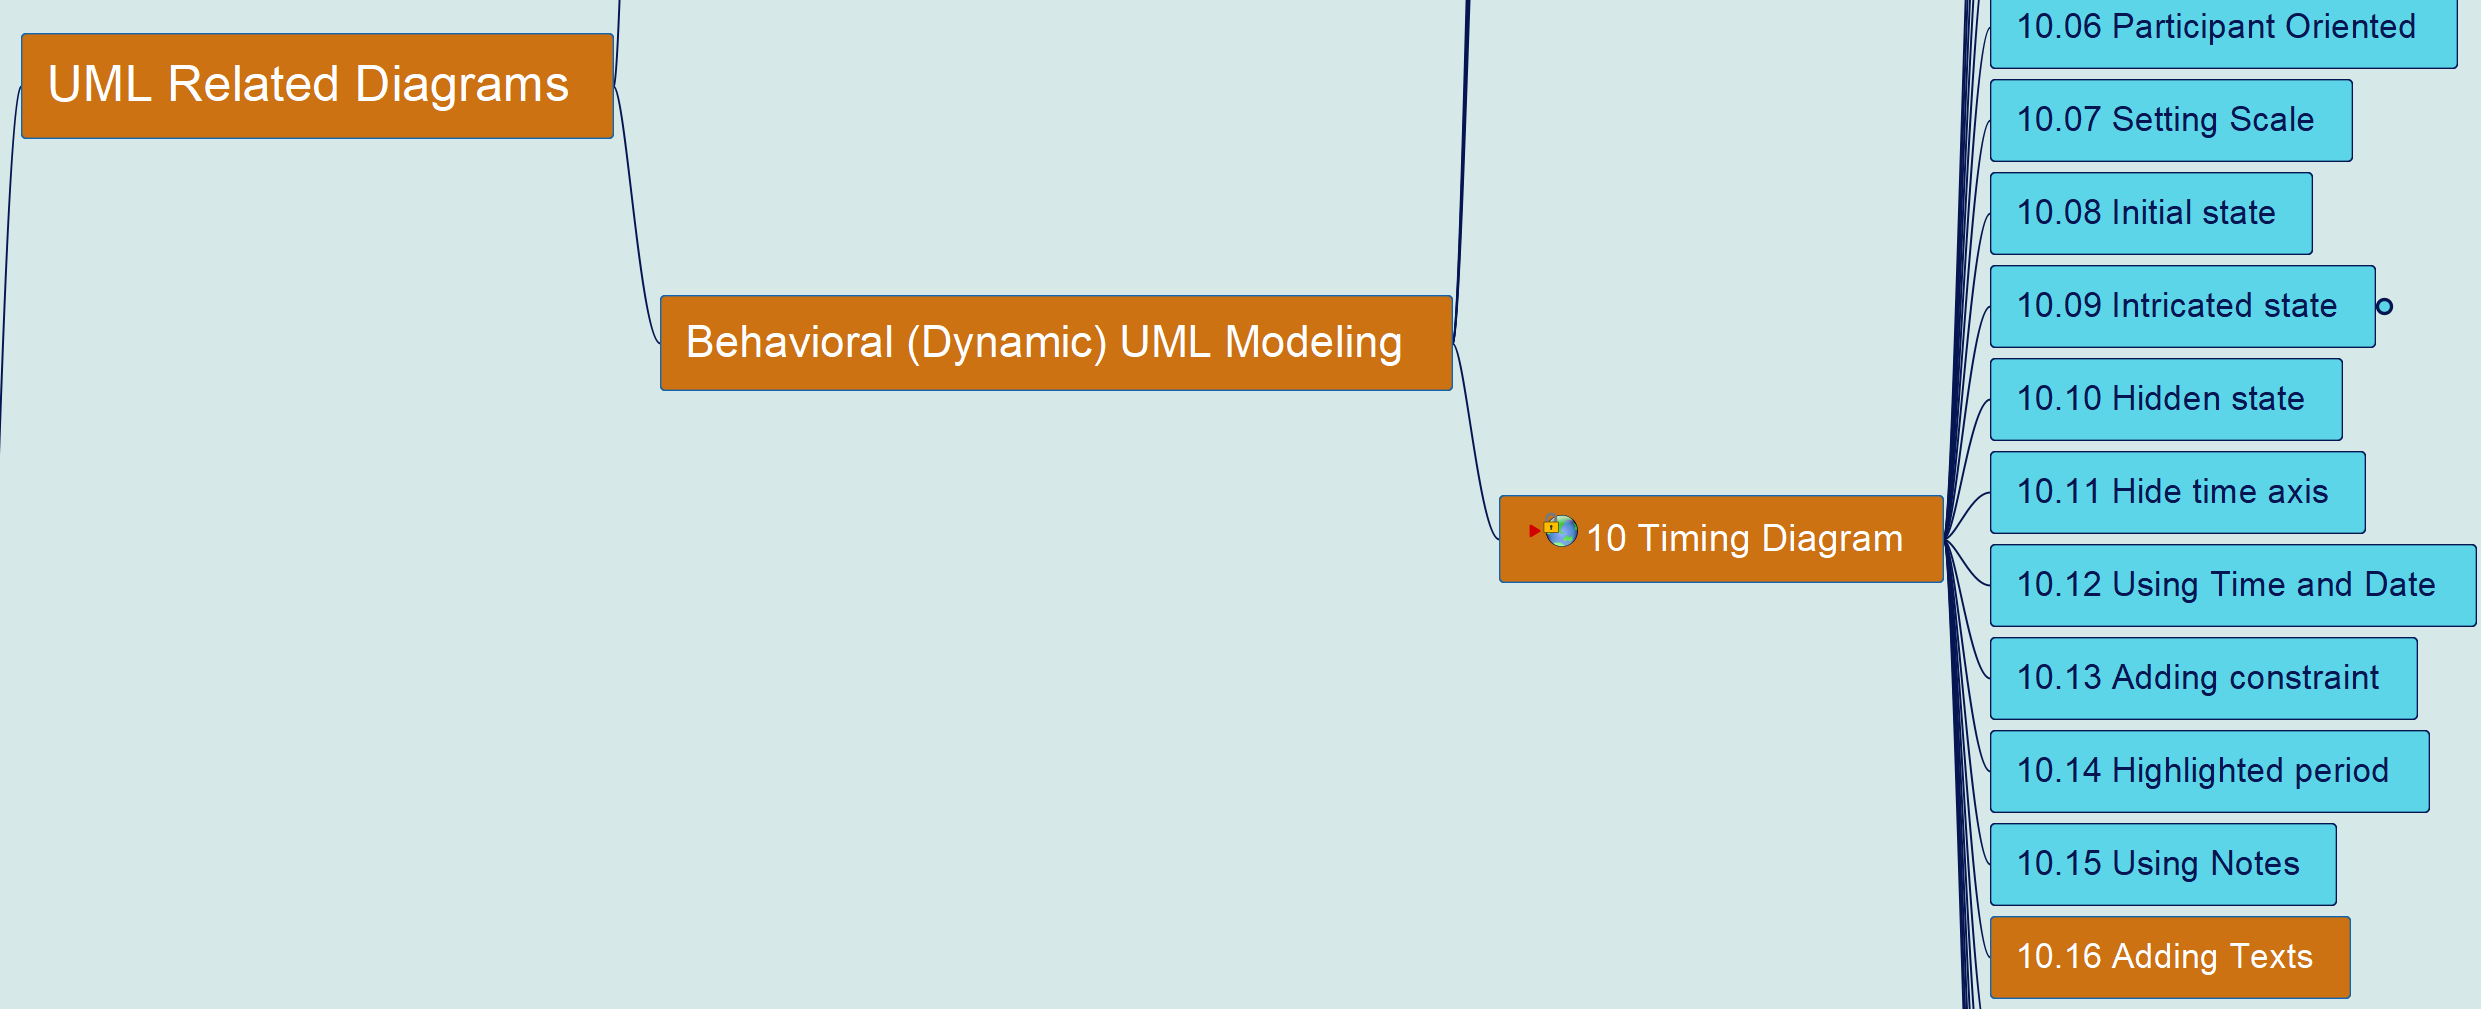 UML Related Diagrams
Behavioral (Dynamic) UML Modeling
10 Timing Diagram
10.06 Participant Oriented
10.07 Setting Scale
10.08 Initial state
10.09 Intricated state
10.10 Hidden state
10.11 Hide time axis
10.12 Using Time and Date
10.13 Adding constraint
10.14 Highlighted period
10.15 Using Notes
10.16 Adding Texts